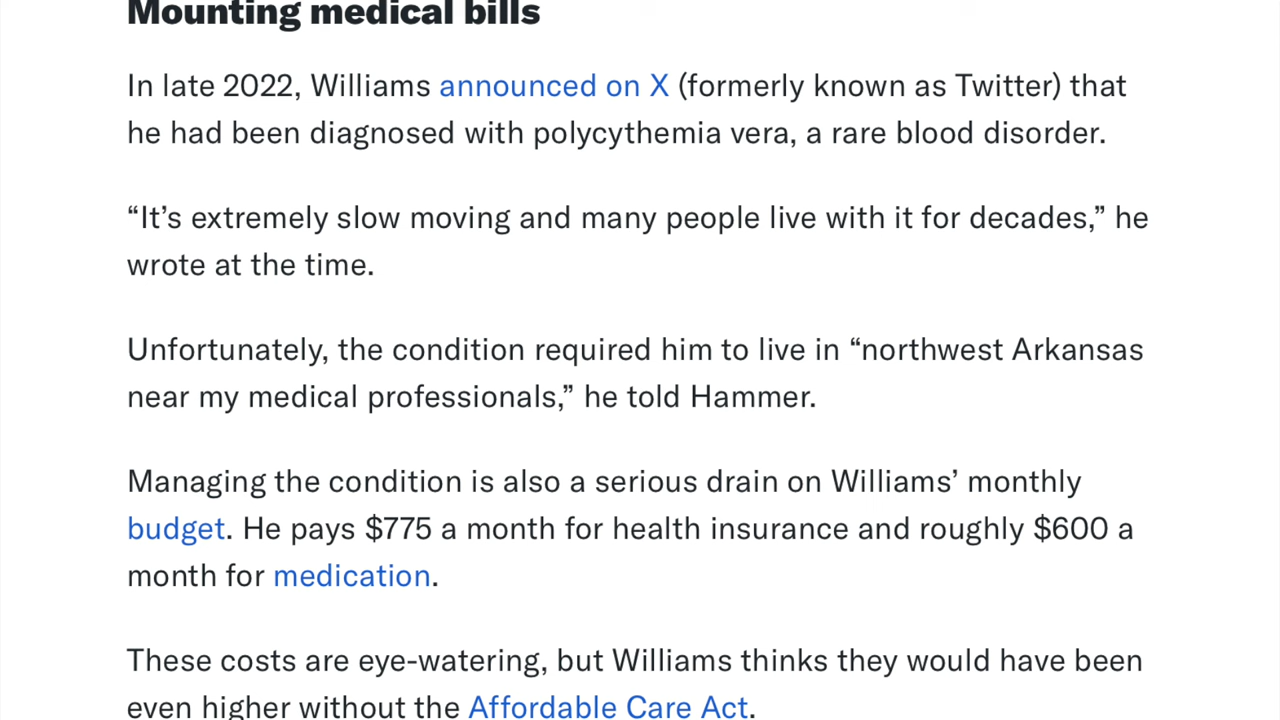 Mounting medical bills
In late 2022, Williams announced on X (formerly known as Twitter) that
he had been diagnosed with polycythemia vera, a rare blood disorder.
“It’s extremely slow moving and many people live with it for decades,” he
wrote at the time.
Unfortunately, the condition required him to live in “northwest Arkansas
near my medical professionals,” he told Hammer.
Managing the condition is also a serious drain on Williams’ monthly
budget. He pays $775 a month for health insurance and roughly $600 a
month for medication.
These costs are eye-watering, but Williams thinks they would have been
even higher without the Affordable Care Act.